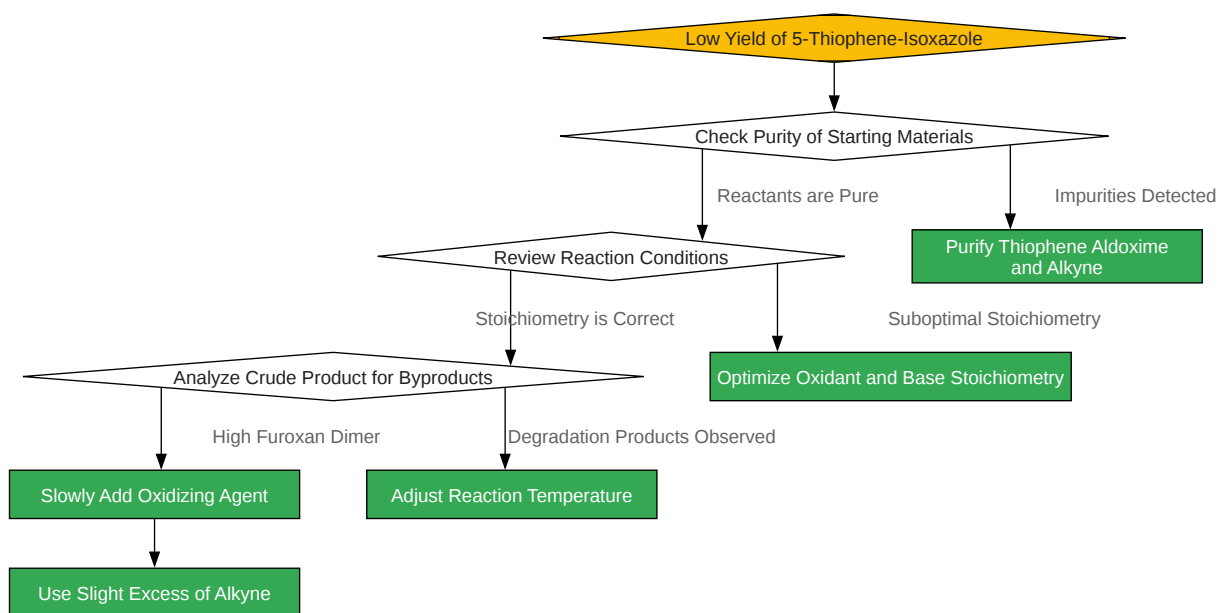 Low Yield of 5-Thiophene-Isoxazole
Check Purity of Starting Materials
Reactants are Pure
Impurities Detected
Review Reaction Conditions
Purify Thiophene Aldoxime
and Alkyne
Stoichiometry is Correct
Suboptimal Stoichiometry
Analyze Crude Product for Byproducts
Optimize Oxidant and Base Stoichiometry
High Furoxan Dimer
Degradation Products Observed
Slowly Add Oxidizing Agent
Adjust Reaction Temperature
Use Slight Excess of Alkyne